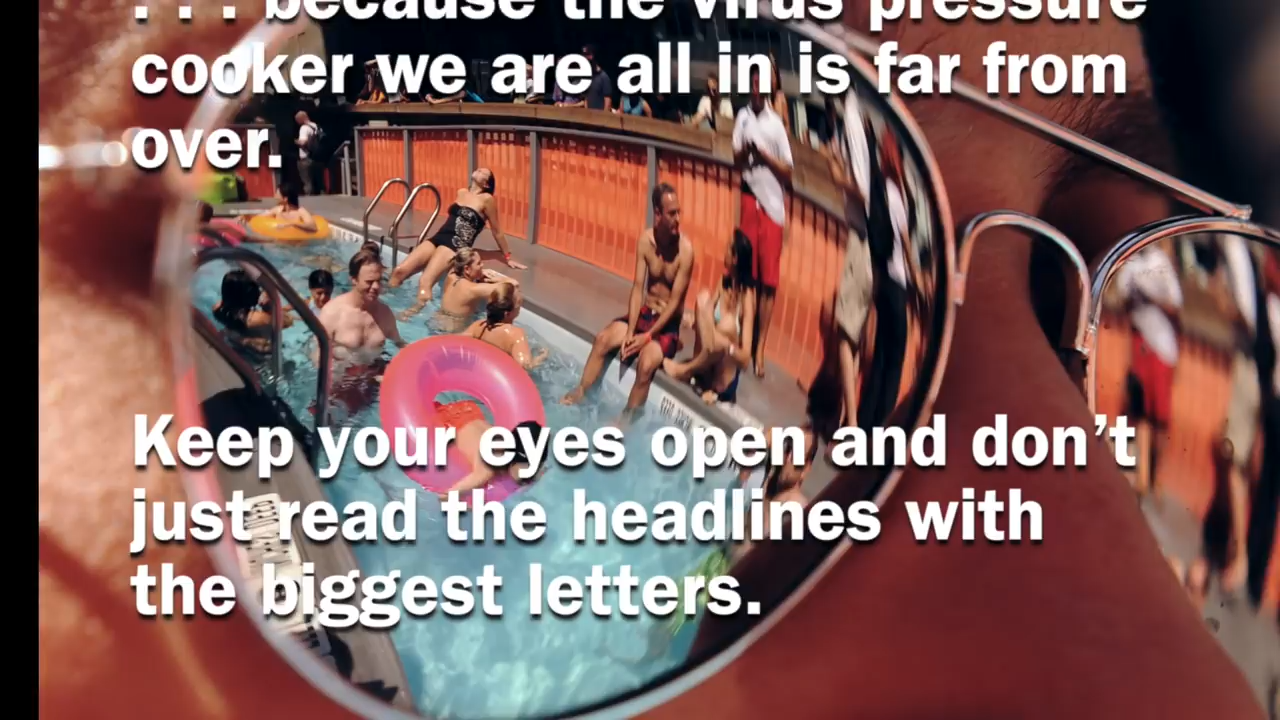 . . . because the virus pressure
cooker we are all in is far from
over.
Keep your eyes open and don’t
just read the headlines with
the biggest letters.